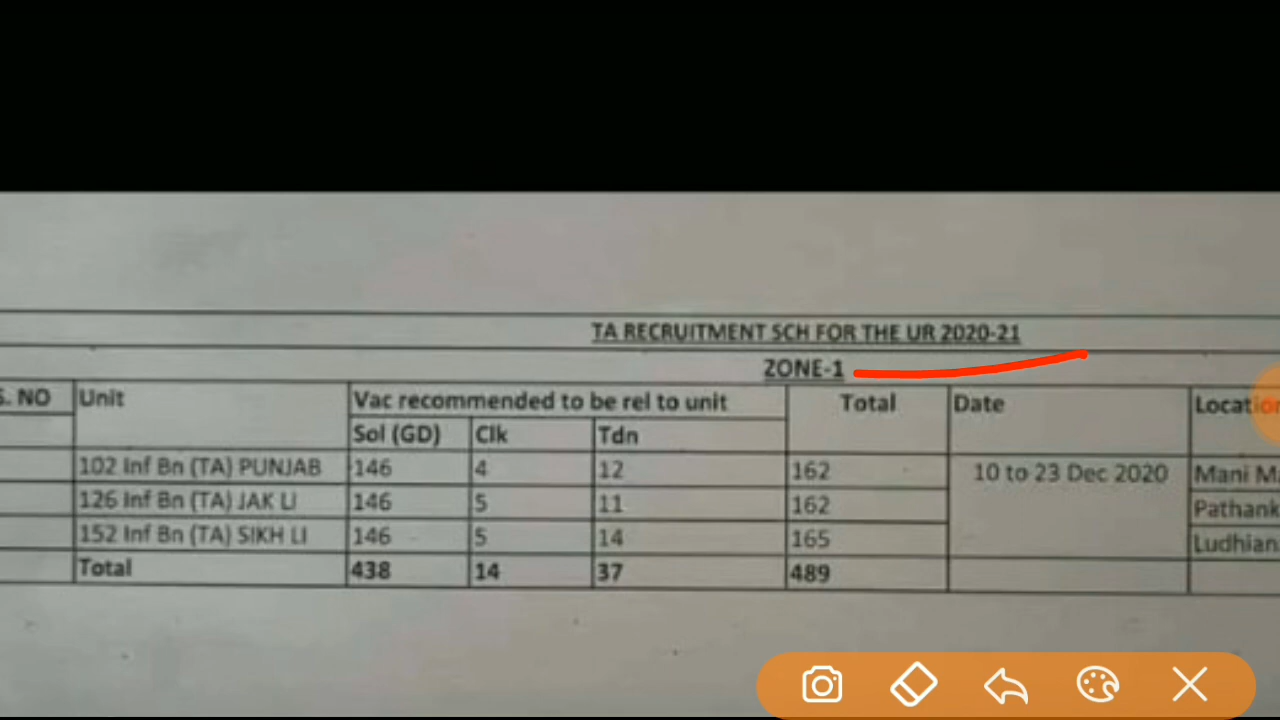 TA RECRUITMENT SCH FOR THE UR 2020-21
ZONE-1
S. NO Unit Vac recommended to be rel to unit Total Date
Sol (GD) Clk Tdn
102 Inf Bn (TA) PUNJAB 146 4 12 162 10 to 23 Dec 2020 Mani
126 Inf Bn (TA) JAK LI 146 5 11 162
152 Inf Bn (TA) SIKH LI 146 5 14 165
Total 438 14 37 489